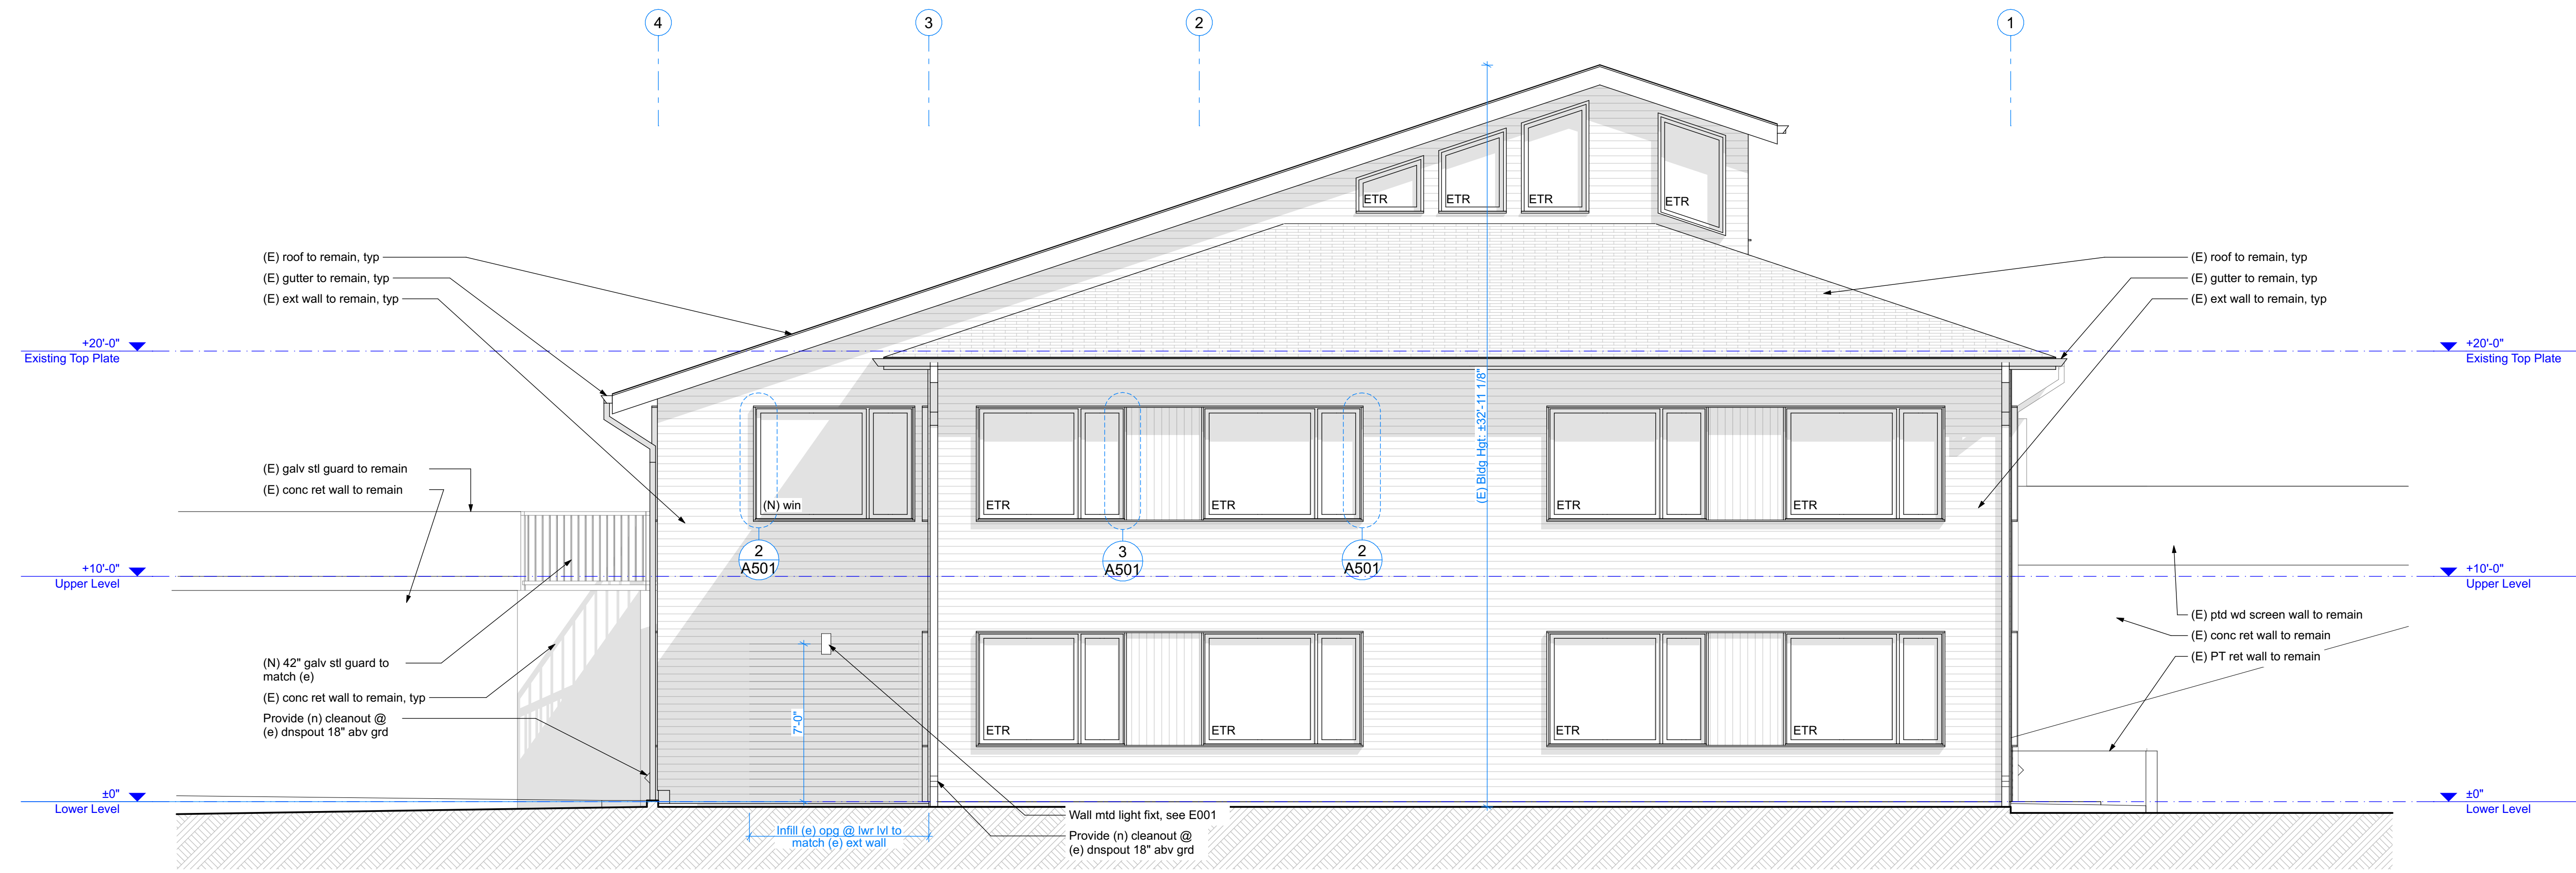 4
3
2
1
ETR
ETR
ETR
ETR
(E) roof to remain, typ
(E) gutter to remain, typ
(E) ext wall to remain, typ
(E) roof to remain, typ
(E) gutter to remain, typ
(E) ext wall to remain, typ
+20'-0"
Existing Top Plate
+20'-0"
Existing Top Plate
(E) Bldg Hgt: ±32'-11 1/8"
(E) galv stl guard to remain
(E) conc ret wall to remain
(N) win
ETR
ETR
ETR
ETR
2
A501
3
A501
2
A501
+10'-0"
Upper Level
+10'-0"
Upper Level
(E) ptd wd screen wall to remain
(E) conc ret wall to remain
(E) PT ret wall to remain
(N) 42" galv stl guard to
match (e)
(E) conc ret wall to remain, typ
Provide (n) cleanout @
(e) dnspout 18" abv grd
7'-0"
ETR
ETR
ETR
ETR
±0"
Lower Level
±0"
Lower Level
Infill (e) opg @ lwr lvl to
match (e) ext wall
Wall mtd light fixt, see E001
Provide (n) cleanout @
(e) dnspout 18" abv grd